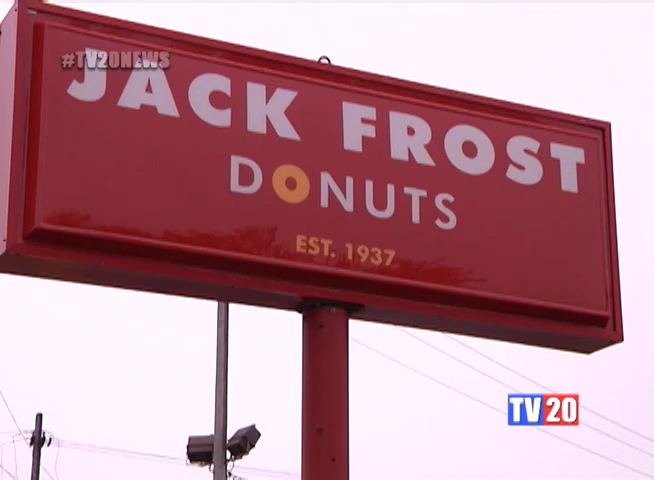 #TV20NEWS
JACK FROST
DONUTS
EST. 1937
TV20